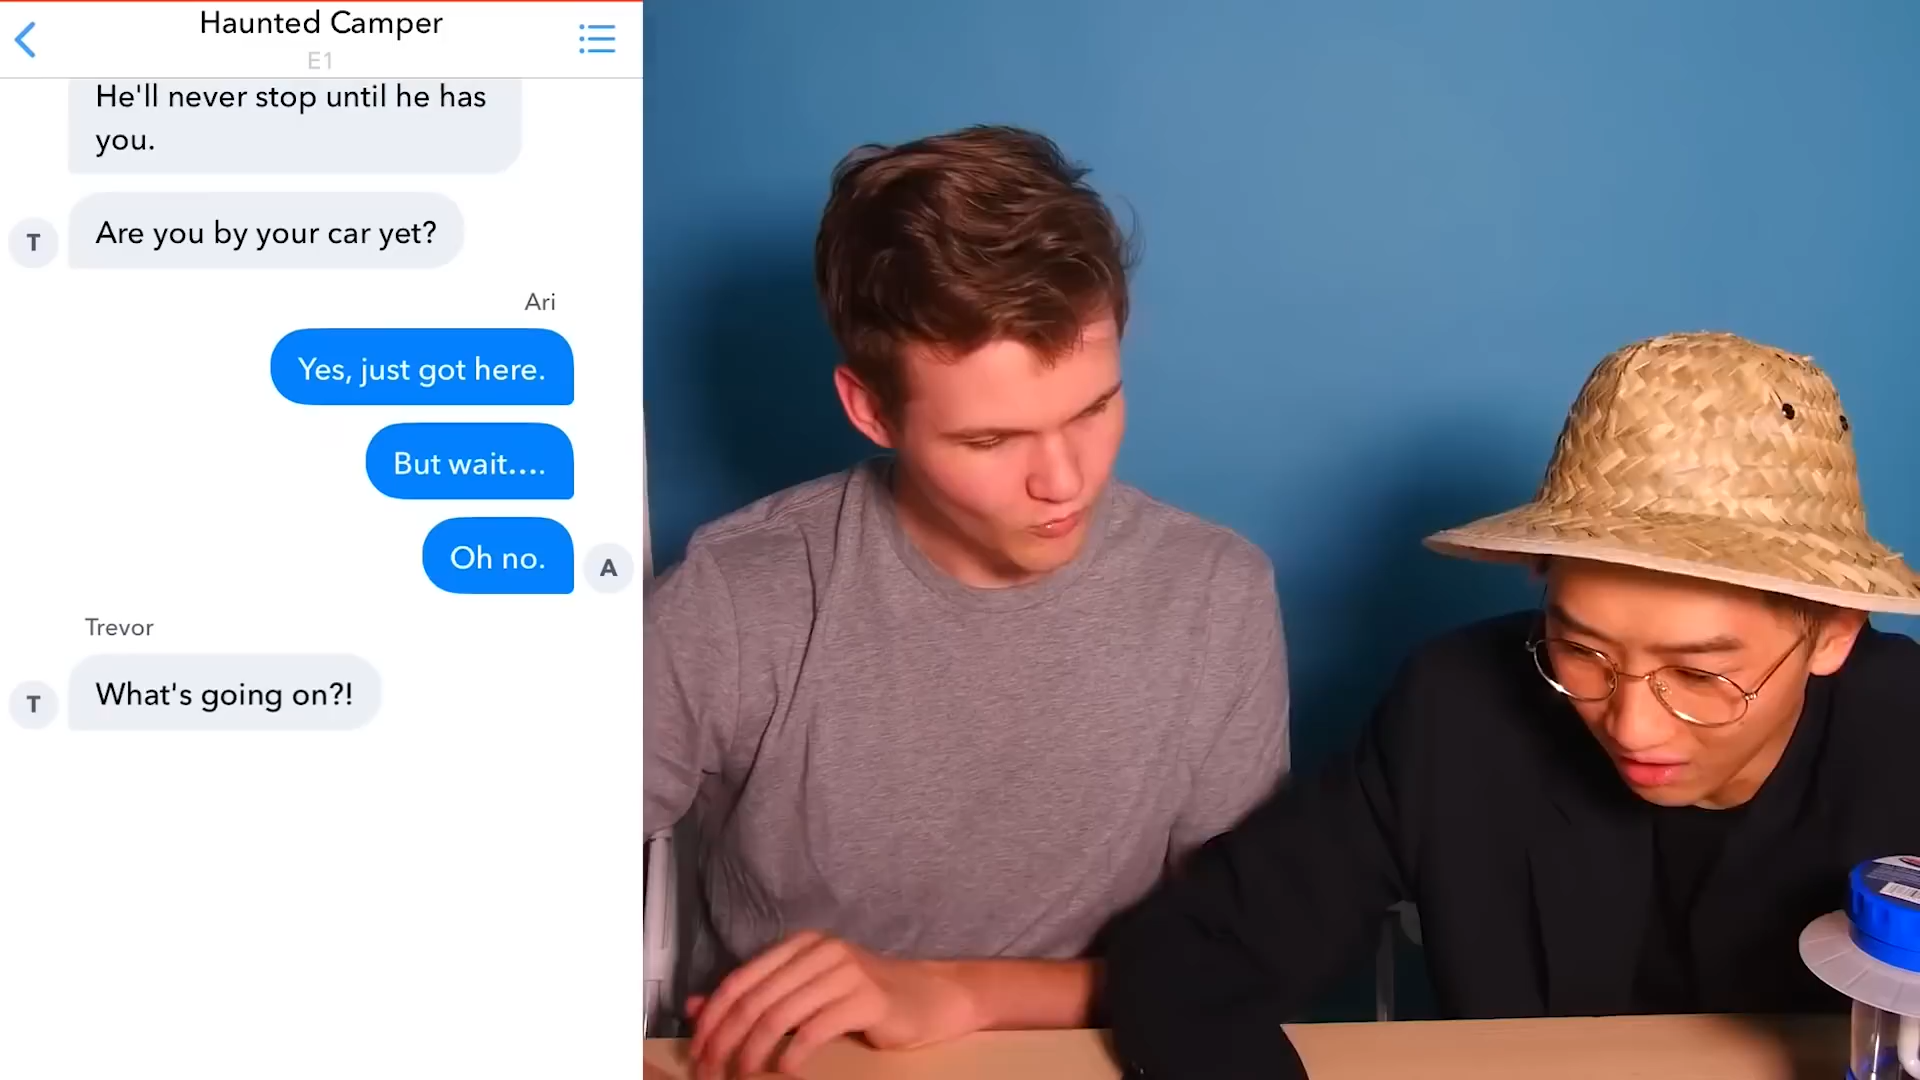 Haunted Camper
E1
He'll never stop until he has
you.
T
Are you by your car yet?
Ari
Yes, just got here.
But wait....
Oh no.
A
Trevor
T
What's going on?!